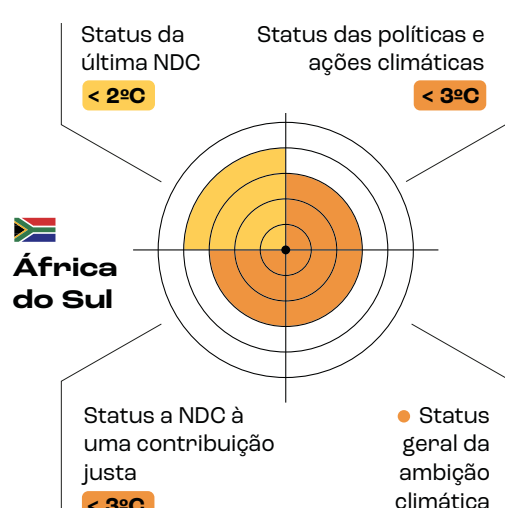 Status da
última NDC
< 2ºC
Status das políticas e
ações climáticas
< 3ºC
África
do Sul
Status a NDC à
uma contribuição
justa
< 3ºC
Status
geral da
ambição
climática